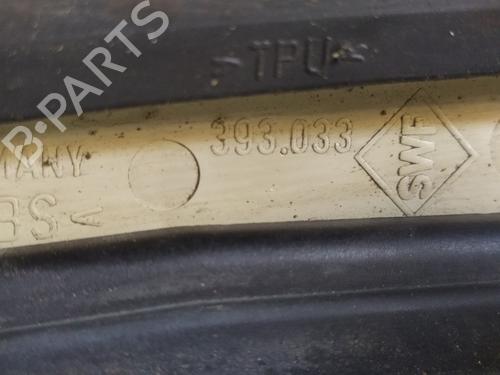 >TPU<
393.033
SWF
MANY
BS<
B-PARTS